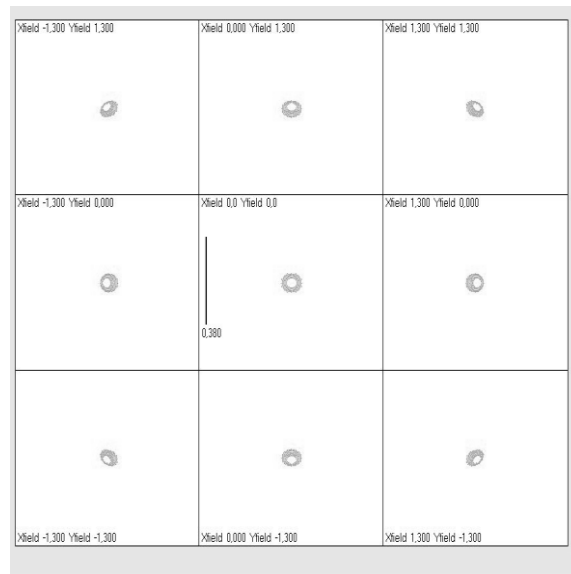 Xfield -1,300 Yfield 1,300
Xfield 0,000 Yfield 1,300
Xfield 1,300 Yfield 1,300
Xfield -1,300 Yfield 0,000
Xfield 0,0 Yfield 0,0
Xfield 1,300 Yfield 0,000
0,380
Xfield -1,300 Yfield -1,300
Xfield 0,000 Yfield -1,300
Xfield 1,300 Yfield -1,300